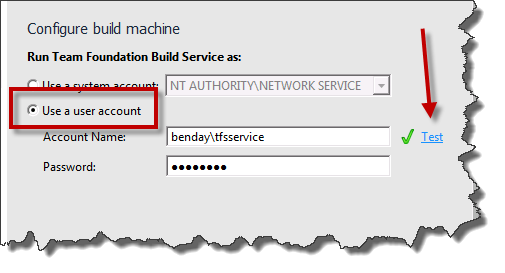 Configure build machine
Run Team Foundation Build Service as:
Use a system account: NT AUTHORITY\NETWORK SERVICE
Use a user account
Account Name: benday\tfsservice Test
Password: ●●●●●●●●